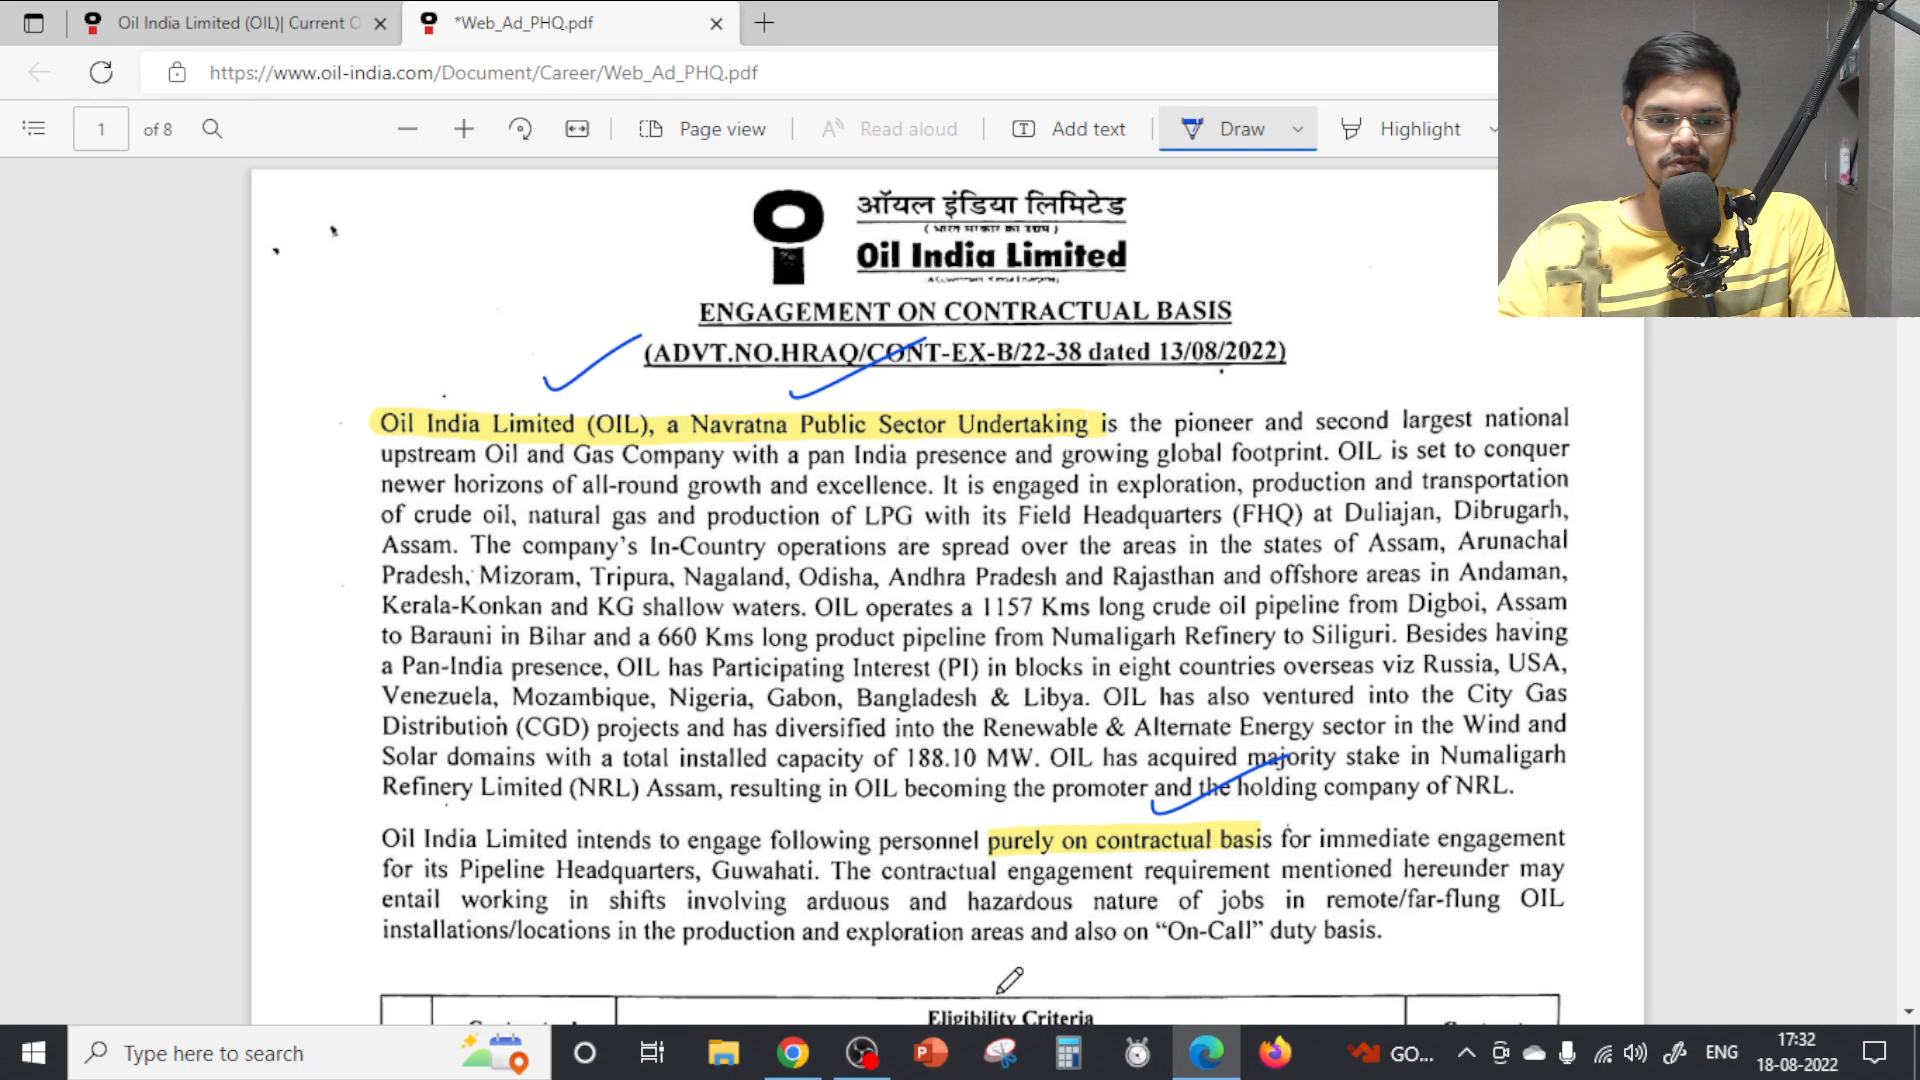 Oil India Limited (OIL)| Current O
*Web_Ad_PHQ.pdf
https://www.oil-india.com/Document/Career/Web_Ad_PHQ.pdf
1 of 8
Page view
Read aloud
Add text
Draw
Highlight
ऑयल इंडिया लिमिटेड
Oil India Limited
ENGAGEMENT ON CONTRACTUAL BASIS
(ADVT.NO.HRAQ/CONT-EX-B/22-38 dated 13/08/2022)
Oil India Limited (OIL), a Navratna Public Sector Undertaking is the pioneer and second largest national
upstream Oil and Gas Company with a pan India presence and growing global footprint. OIL is set to conquer
newer horizons of all-round growth and excellence. It is engaged in exploration, production and transportation
of crude oil, natural gas and production of LPG with its Field Headquarters (FHQ) at Duliajan, Dibrugarh,
Assam. The company's In-Country operations are spread over the areas in the states of Assam, Arunachal
Pradesh, Mizoram, Tripura, Nagaland, Odisha, Andhra Pradesh and Rajasthan and offshore areas in Andaman,
Kerala-Konkan and KG shallow waters. OIL operates a 1157 Kms long crude oil pipeline from Digboi, Assam
to Barauni in Bihar and a 660 Kms long product pipeline from Numaligarh Refinery to Siliguri. Besides having
a Pan-India presence, OIL has Participating Interest (PI) in blocks in eight countries overseas viz Russia, USA,
Venezuela, Mozambique, Nigeria, Gabon, Bangladesh & Libya. OIL has also ventured into the City Gas
Distribution (CGD) projects and has diversified into the Renewable & Alternate Energy sector in the Wind and
Solar domains with a total installed capacity of 188.10 MW. OIL has acquired majority stake in Numaligarh
Refinery Limited (NRL) Assam, resulting in OIL becoming the promoter and the holding company of NRL.
Oil India Limited intends to engage following personnel purely on contractual basis for immediate engagement
for its Pipeline Headquarters, Guwahati. The contractual engagement requirement mentioned hereunder may
entail working in shifts involving arduous and hazardous nature of jobs in remote/far-flung OIL
installations/locations in the production and exploration areas and also on "On-Call" duty basis.
Eligibility Criteria
Type here to search
GO...
ENG
17:32
18-08-2022